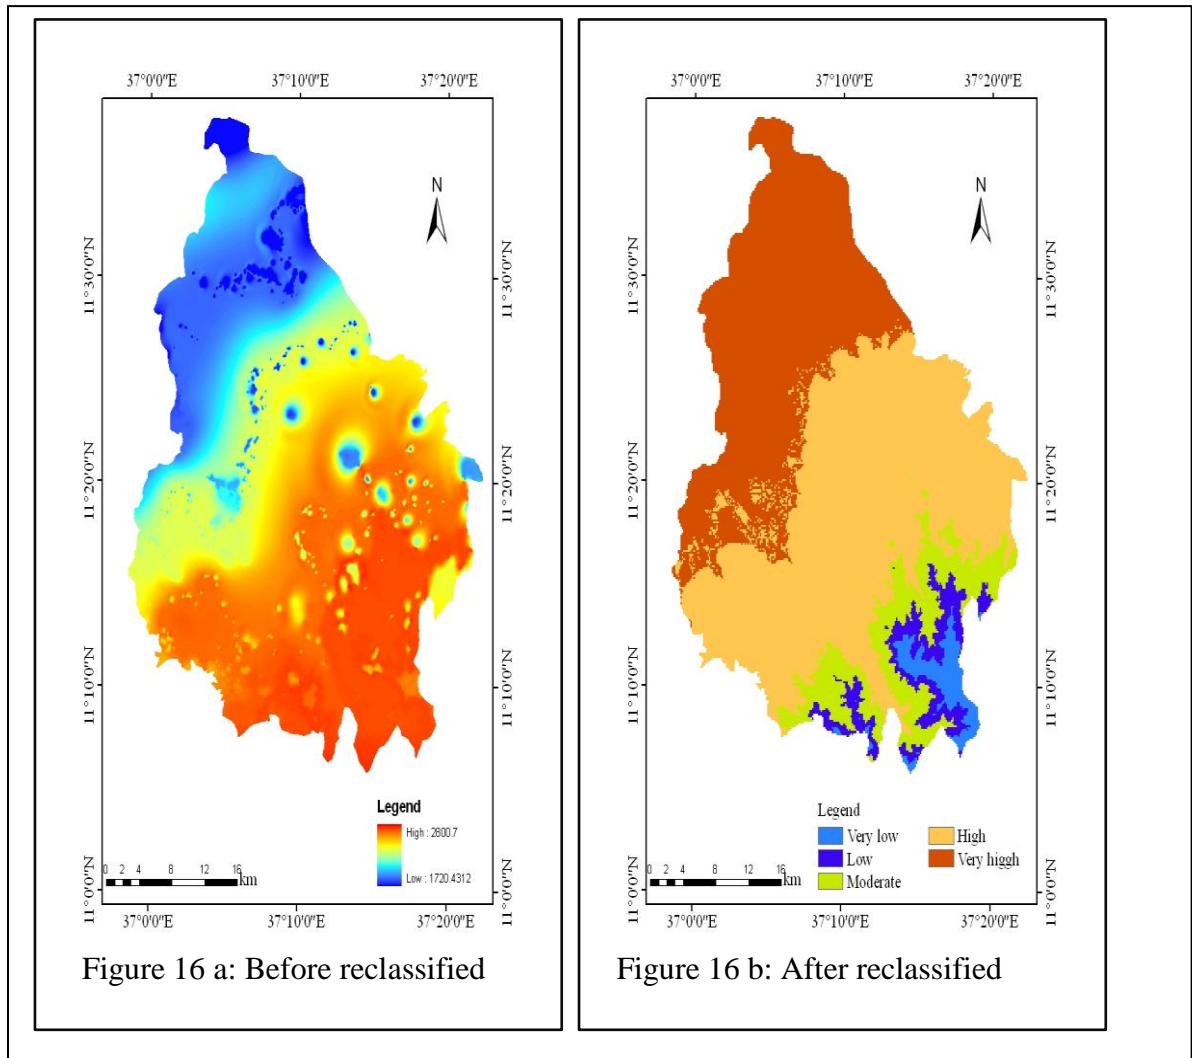 37°0'0"E 37°10'0"E 37°20'0"E
N
11°30'0"N 11°30'0"N
11°20'0"N 11°20'0"N
11°10'0"N 11°10'0"N
11°0'0"N 11°0'0"N
Legend
High : 2800.7
Low : 1720.4312
0 2 4 8 12 16
km
37°0'0"E 37°10'0"E 37°20'0"E
Figure 16 a: Before reclassified
37°0'0"E 37°10'0"E 37°20'0"E
N
11°30'0"N 11°30'0"N
11°20'0"N 11°20'0"N
11°10'0"N 11°10'0"N
11°0'0"N 11°0'0"N
Legend
Very low High
Low Very higgh
Moderate
0 2 4 8 12 16
km
37°0'0"E 37°10'0"E 37°20'0"E
Figure 16 b: After reclassified